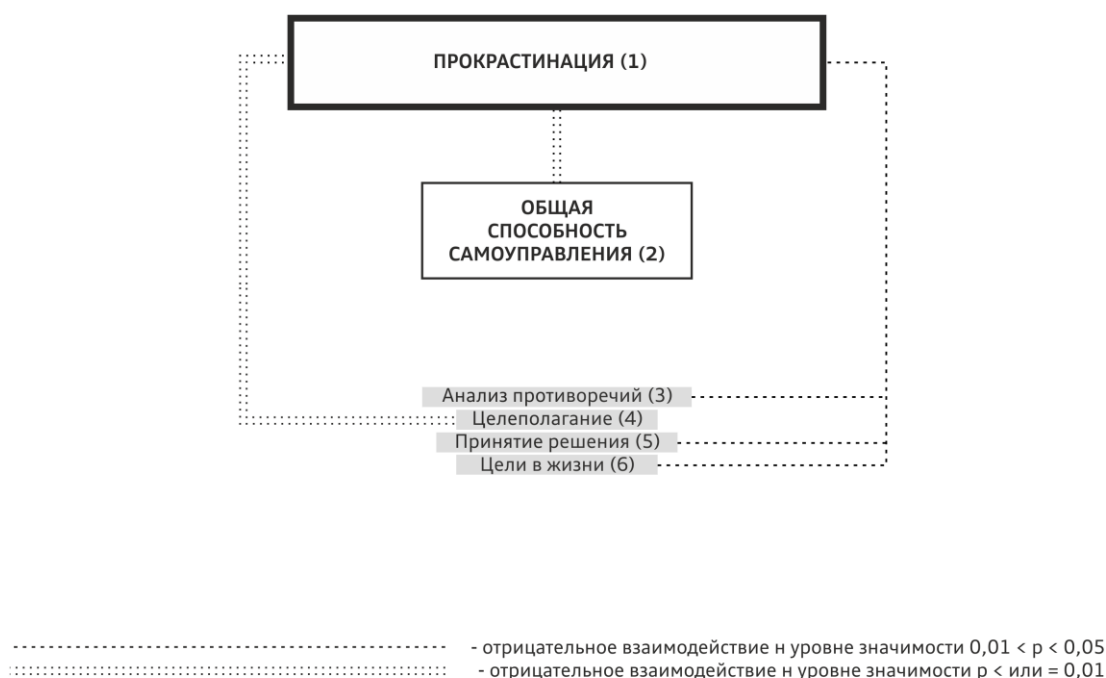 ПРОКРАСТИНАЦИЯ (1)
ОБЩАЯ
СПОСОБНОСТЬ
САМОУПРАВЛЕНИЯ (2)
Анализ противоречий (3)
Целеполагание (4)
Принятие решения (5)
Цели в жизни (6)
- отрицательное взаимодействие н уровне значимости 0,01 < p < 0,05
- отрицательное взаимодействие н уровне значимости p < или = 0,01